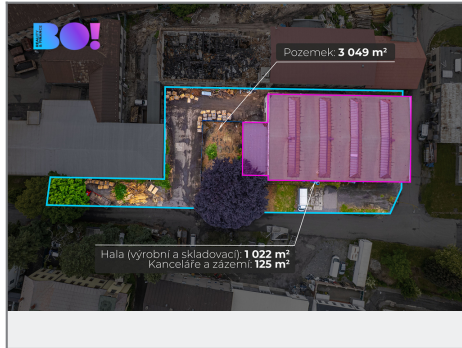 BO!
Pozemek: 3 049 m²
Hala (výrobní a skladovací): 1 022 m²
Kanceláře a zázemí: 125 m²